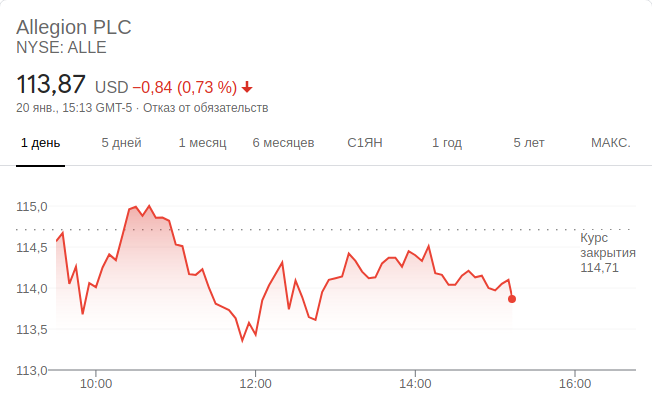 Allegion PLC
NYSE: ALLE
113,87 USD −0,84 (0,73 %)
20 янв., 15:13 GMT-5 · Отказ от обязательств
1 день 5 дней 1 месяц 6 месяцев С1ЯН 1 год 5 лет МАКС.
115,0
114,5
114,0
113,5
113,0
Курс
закрытия
114,71
10:00 12:00 14:00 16:00